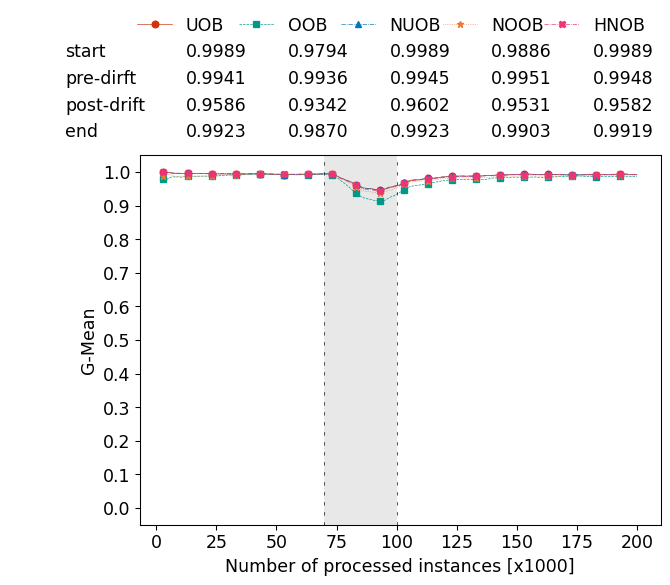 UOB OOB NUOB NOOB HNOB
start 0.9989 0.9794 0.9989 0.9886 0.9989
pre-dirft 0.9941 0.9936 0.9945 0.9951 0.9948
post-drift 0.9586 0.9342 0.9602 0.9531 0.9582
end 0.9923 0.9870 0.9923 0.9903 0.9919
1.0
0.9
0.8
0.7
0.6
0.5
0.4
0.3
0.2
0.1
0.0
G-Mean
0 25 50 75 100 125 150 175 200
Number of processed instances [x1000]